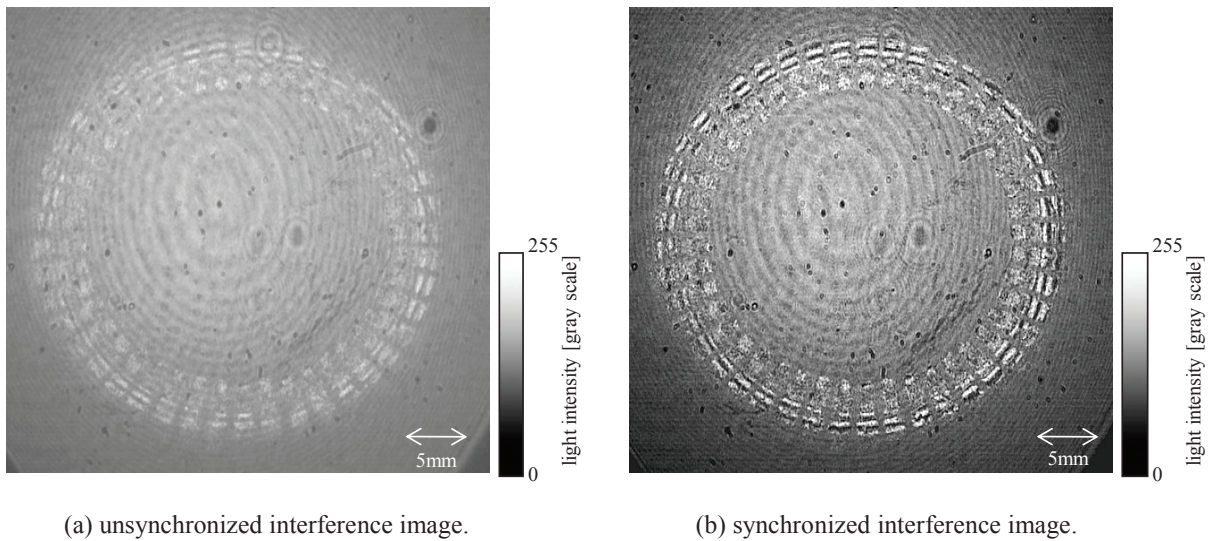 255
light intensity [gray scale]
0
5mm
(a) unsynchronized interference image.
255
light intensity [gray scale]
0
5mm
(b) synchronized interference image.